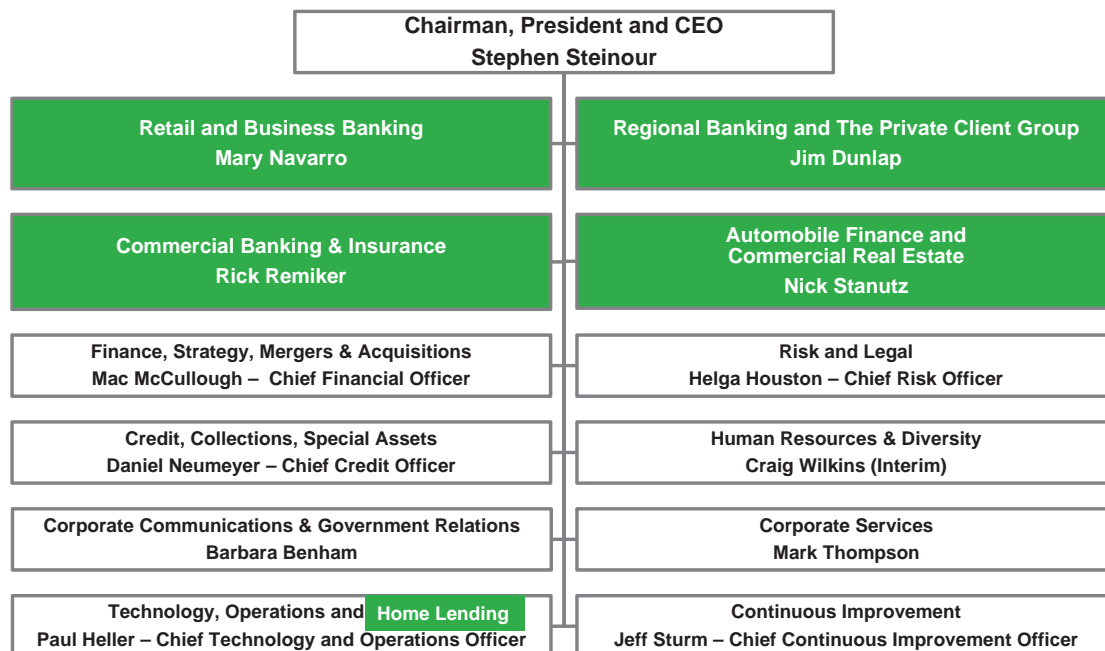 Chairman, President and CEO
Stephen Steinour
Retail and Business Banking
Mary Navarro
Regional Banking and The Private Client Group
Jim Dunlap
Commercial Banking & Insurance
Rick Remiker
Automobile Finance and
Commercial Real Estate
Nick Stanutz
Finance, Strategy, Mergers & Acquisitions
Mac McCullough – Chief Financial Officer
Risk and Legal
Helga Houston – Chief Risk Officer
Credit, Collections, Special Assets
Daniel Neumeyer – Chief Credit Officer
Human Resources & Diversity
Craig Wilkins (Interim)
Corporate Communications & Government Relations
Barbara Benham
Corporate Services
Mark Thompson
Technology, Operations and Home Lending
Paul Heller – Chief Technology and Operations Officer
Continuous Improvement
Jeff Sturm – Chief Continuous Improvement Officer